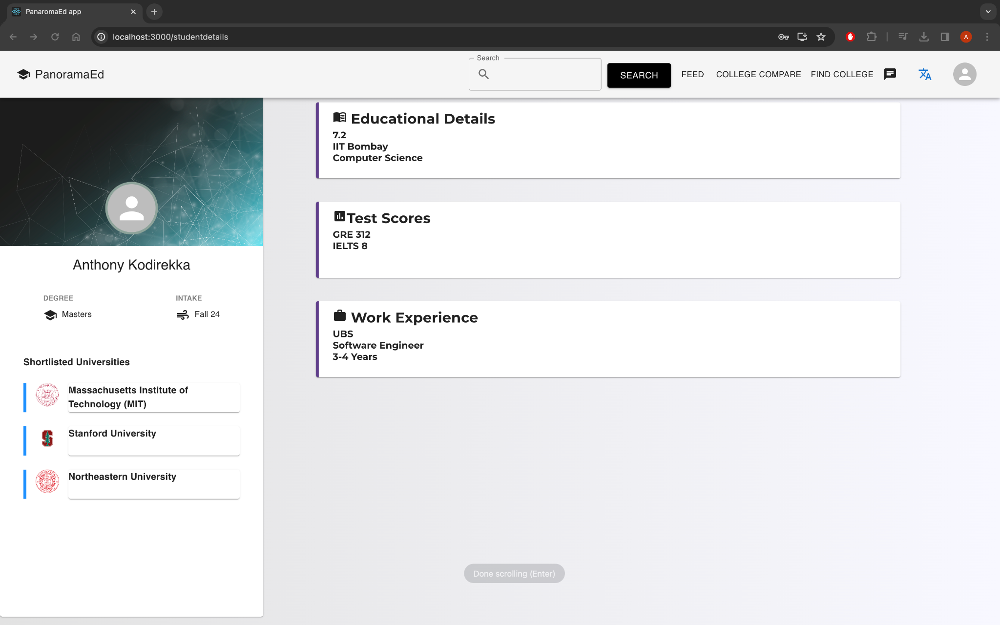 PanaromaEd app
localhost:3000/studentdetails
A
PanoramaEd
Search
SEARCH
FEED
COLLEGE COMPARE
FIND COLLEGE
Anthony Kodirekka
DEGREE
INTAKE
Masters
Fall 24
Shortlisted Universities
Massachusetts Institute of
Technology (MIT)
Stanford University
Northeastern University
Educational Details
7.2
IIT Bombay
Computer Science
Test Scores
GRE 312
IELTS 8
Work Experience
UBS
Software Engineer
3-4 Years
Done scrolling (Enter)